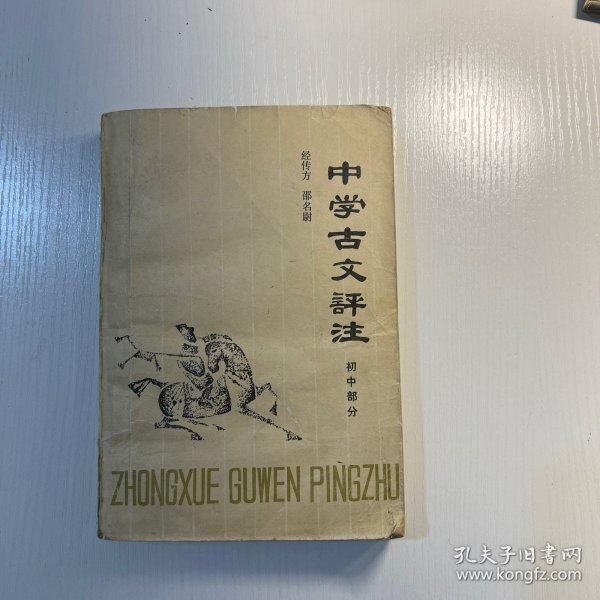 中学古文評注
初中部分
经传方 邵名尉
ZHONGXUE GUWEN PINGZHU
孔夫子旧书网
www.kongfz.com